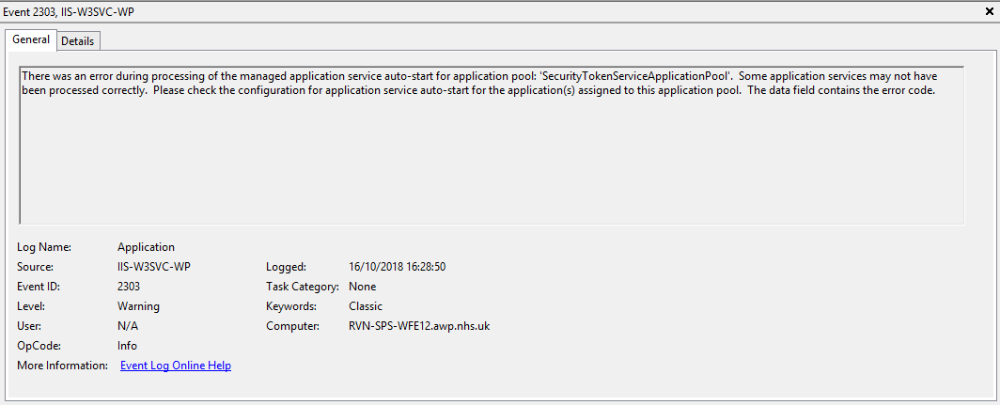 Event 2303, IIS-W3SVC-WP
General Details
There was an error during processing of the managed application service auto-start for application pool: 'SecurityTokenServiceApplicationPool'.  Some application services may not have
been processed correctly.  Please check the configuration for application service auto-start for the application(s) assigned to this application pool.  The data field contains the error code.
Log Name: Application
Source: IIS-W3SVC-WP Logged: 16/10/2018 16:28:50
Event ID: 2303 Task Category: None
Level: Warning Keywords: Classic
User: N/A Computer: RVN-SPS-WFE12.awp.nhs.uk
OpCode: Info
More Information: Event Log Online Help